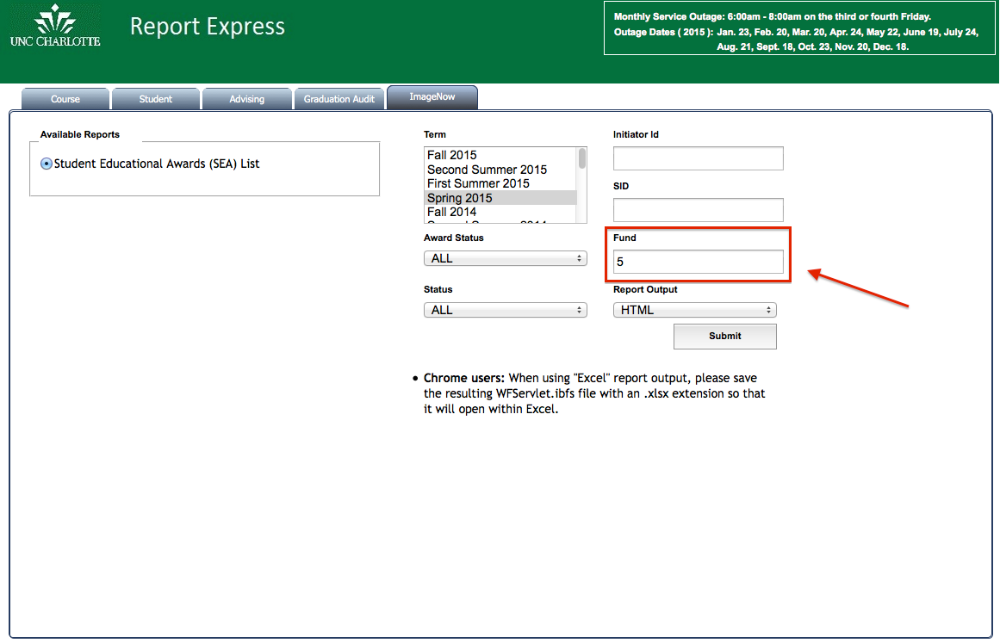 UNC CHARLOTTE
Report Express
Monthly Service Outage: 6:00am - 8:00am on the third or fourth Friday.
Outage Dates ( 2015 ): Jan. 23, Feb. 20, Mar. 20, Apr. 24, May 22, June 19, July 24,
Aug. 21, Sept. 18, Oct. 23, Nov. 20, Dec. 18.
Course
Student
Advising
Graduation Audit
ImageNow
Available Reports
Student Educational Awards (SEA) List
Term
Fall 2015
Second Summer 2015
First Summer 2015
Spring 2015
Fall 2014
Initiator Id
SID
Award Status
ALL
Fund
5
Status
ALL
Report Output
HTML
Submit
• Chrome users: When using "Excel" report output, please save
the resulting WFServlet.ibfs file with an .xlsx extension so that
it will open within Excel.